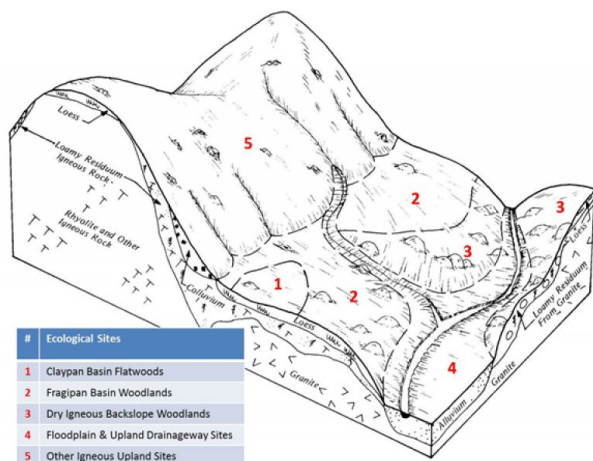 5
Loess
Loamy Residuum
Igneous Rock
Rhyolite and Other
Igneous Rock
2
3
3
1
2
Colluvium
Loess
Granite
4
Alluvium
Granite
Loess
Loamy Residuum
From Granite
# Ecological Sites
1 Claypan Basin Flatwoods
2 Fragipan Basin Woodlands
3 Dry Igneous Backslope Woodlands
4 Floodplain & Upland Drainageway Sites
5 Other Igneous Upland Sites